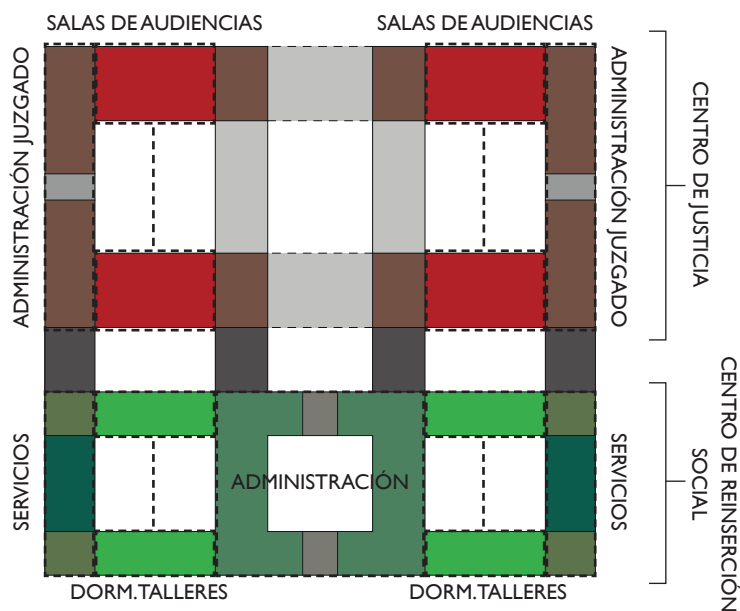 SALAS DE AUDIENCIAS
SALAS DE AUDIENCIAS
ADMINISTRACIÓN JUZGADO
ADMINISTRACIÓN JUZGADO
CENTRO DE JUSTICIA
SERVICIOS
ADMINISTRACIÓN
SERVICIOS
CENTRO DE REINSERCIÓN
SOCIAL
DORM.TALLERES
DORM.TALLERES